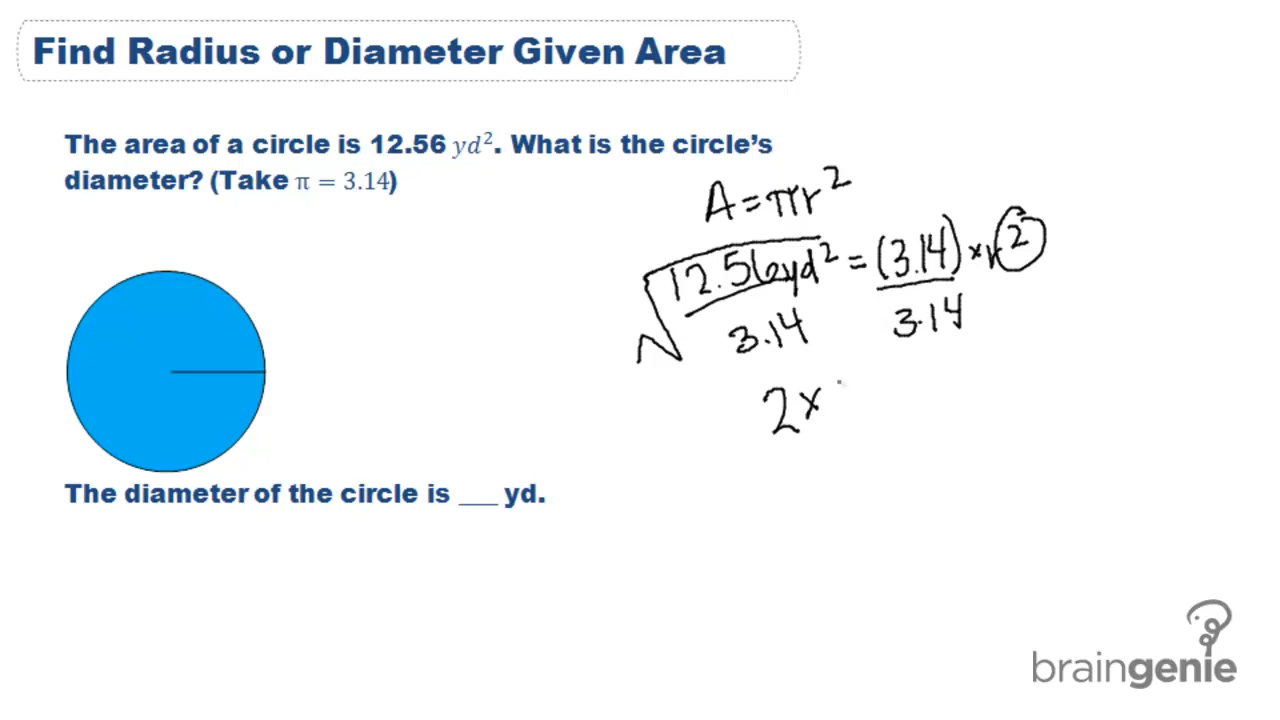 Find Radius or Diameter Given Area
The area of a circle is 12.56 yd². What is the circle's
diameter? (Take π = 3.14)
A = πr²
√12.56yd² = (3.14) × r²
3.14 3.14
2×
The diameter of the circle is ___ yd.
braingenie